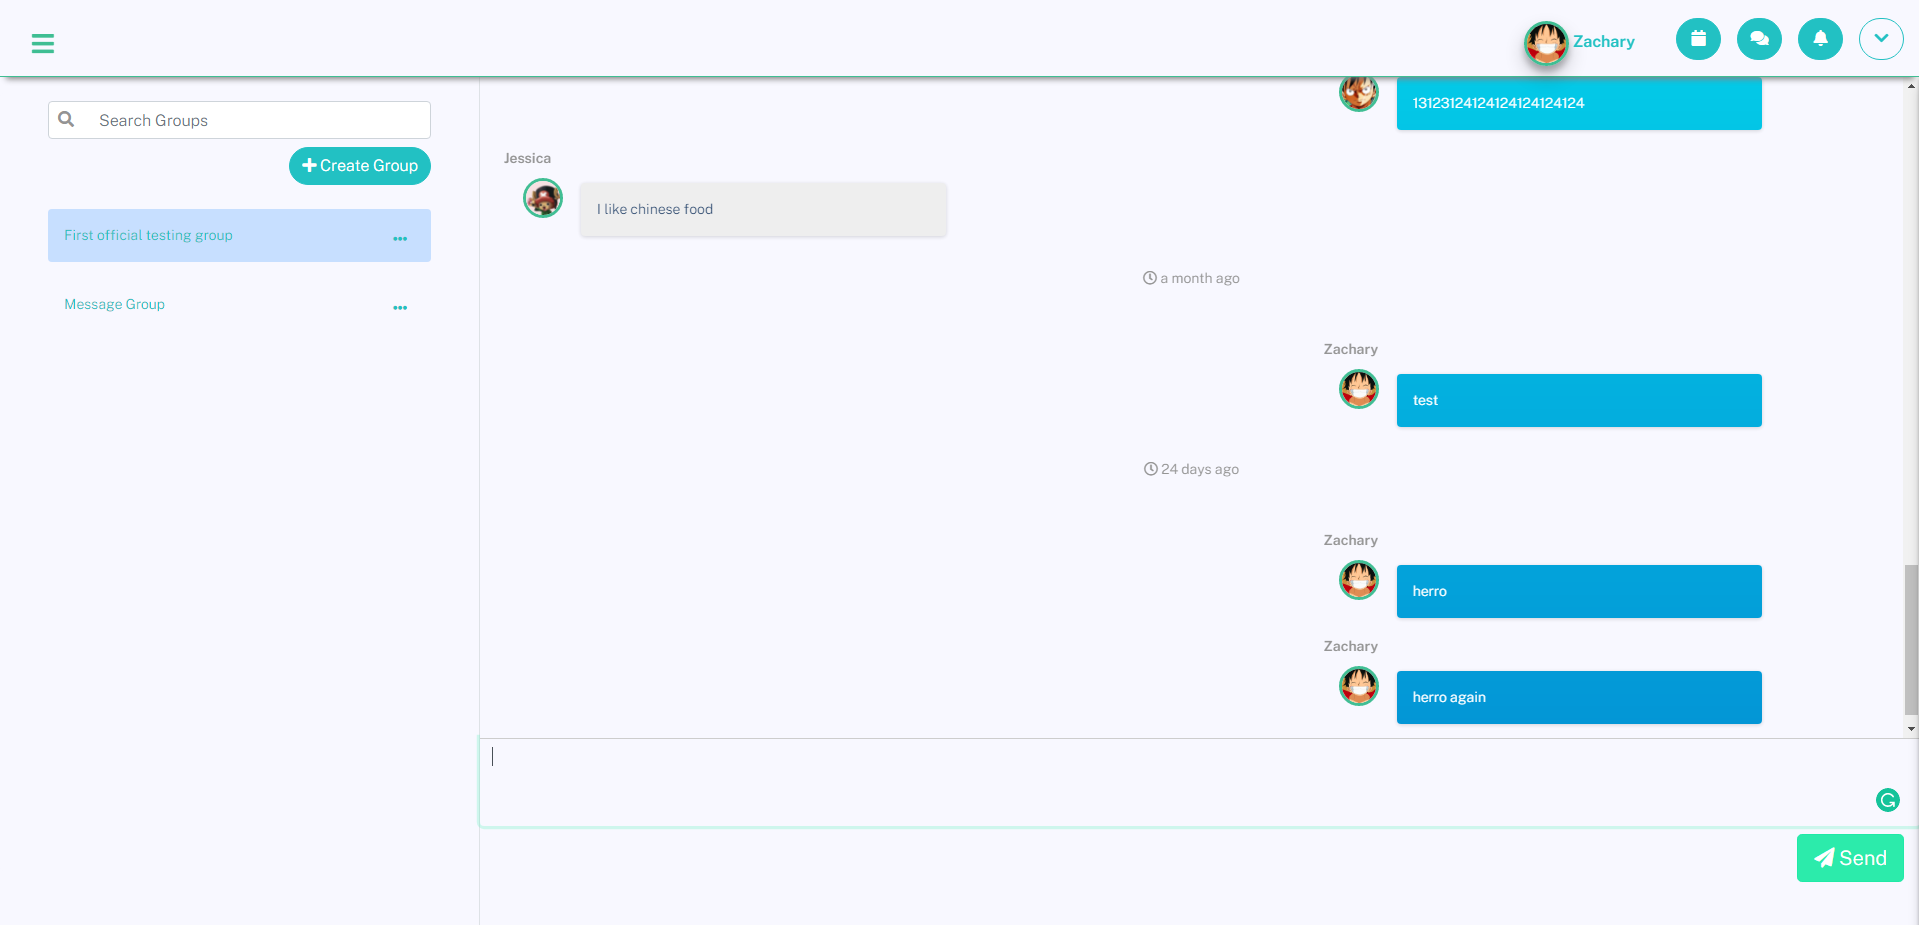 Zachary
Search Groups
Create Group
First official testing group
Message Group
13123124124124124124124
Jessica
I like chinese food
a month ago
Zachary
test
24 days ago
Zachary
herro
Zachary
herro again
Send